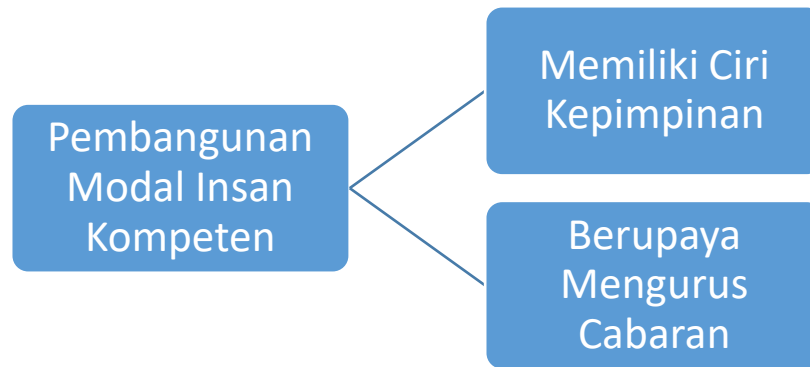 Pembangunan
Modal Insan
Kompeten
Memiliki Ciri
Kepimpinan
Berupaya
Mengurus
Cabaran